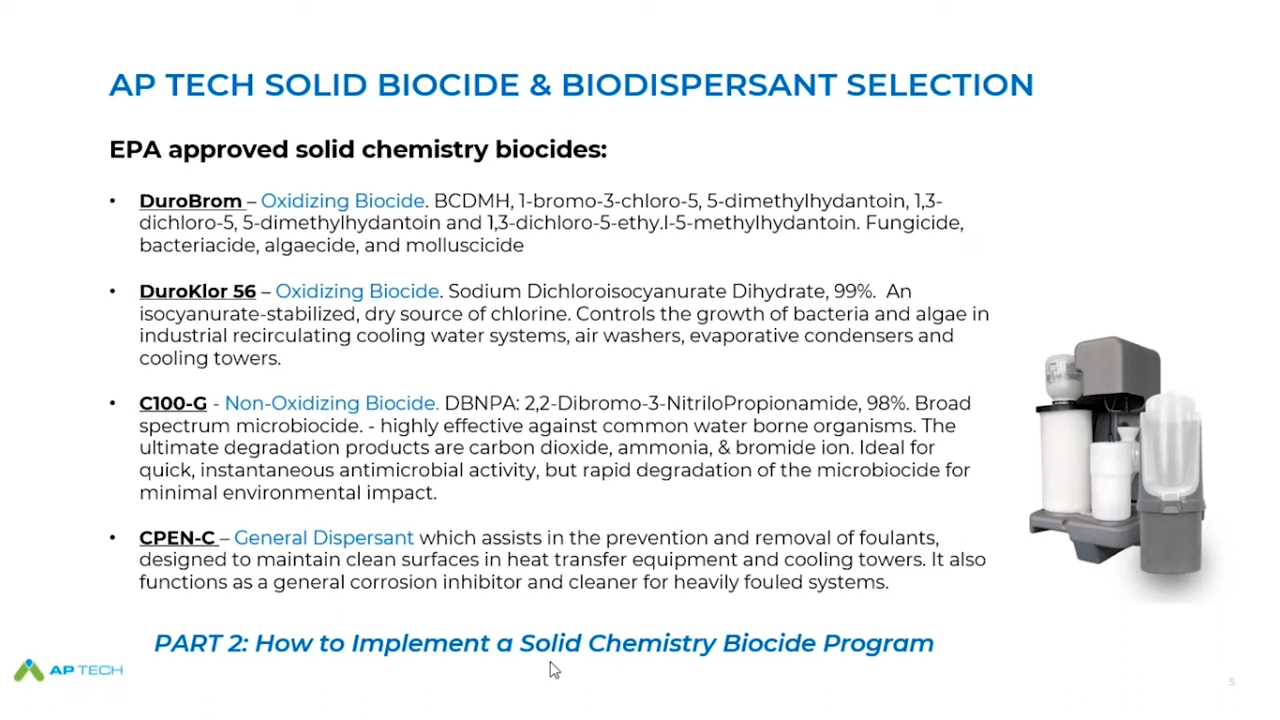 AP TECH SOLID BIOCIDE & BIODISPERSANT SELECTION
EPA approved solid chemistry biocides:
• DuroBrom – Oxidizing Biocide. BCDMH, 1-bromo-3-chloro-5, 5-dimethylhydantoin, 1,3-
dichloro-5, 5-dimethylhydantoin and 1,3-dichloro-5-ethy.l-5-methylhydantoin. Fungicide,
bacteriacide, algaecide, and molluscicide
• DuroKlor 56 – Oxidizing Biocide. Sodium Dichloroisocyanurate Dihydrate, 99%. An
isocyanurate-stabilized, dry source of chlorine. Controls the growth of bacteria and algae in
industrial recirculating cooling water systems, air washers, evaporative condensers and
cooling towers.
• C100-G - Non-Oxidizing Biocide. DBNPA: 2,2-Dibromo-3-NitriloPropionamide, 98%. Broad
spectrum microbiocide. - highly effective against common water borne organisms. The
ultimate degradation products are carbon dioxide, ammonia, & bromide ion. Ideal for
quick, instantaneous antimicrobial activity, but rapid degradation of the microbiocide for
minimal environmental impact.
• CPEN-C – General Dispersant which assists in the prevention and removal of foulants,
designed to maintain clean surfaces in heat transfer equipment and cooling towers. It also
functions as a general corrosion inhibitor and cleaner for heavily fouled systems.
PART 2: How to Implement a Solid Chemistry Biocide Program
AP TECH
5